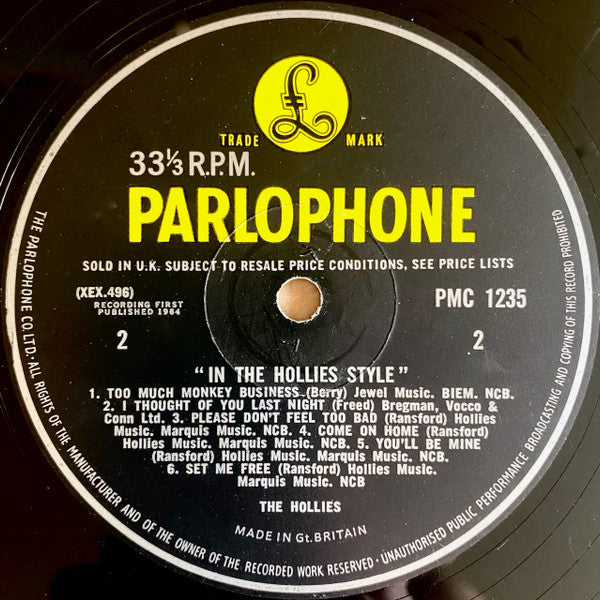 £
TRADE MARK
33⅓ R.P.M.
PARLOPHONE
SOLD IN U.K. SUBJECT TO RESALE PRICE CONDITIONS, SEE PRICE LISTS
(XEX.496) PMC 1235
RECORDING FIRST
PUBLISHED 1964
2 2
"IN THE HOLLIES STYLE"
1. TOO MUCH MONKEY BUSINESS (Berry) Jewel Music. BIEM. NCB.
2. I THOUGHT OF YOU LAST NIGHT (Freed) Bregman, Vocco &
Conn Ltd. 3. PLEASE DON'T FEEL TOO BAD (Ransford) Hollies
Music. Marquis Music. NCB. 4. COME ON HOME (Ransford)
Hollies Music. Marquis Music. NCB. 5. YOU'LL BE MINE
(Ransford) Hollies Music. Marquis Music. NCB.
6. SET ME FREE (Ransford) Hollies Music.
Marquis Music. NCB
THE HOLLIES
MADE IN Gt. BRITAIN
THE PARLOPHONE CO. LTD. ALL RIGHTS OF THE MANUFACTURER AND OF THE OWNER OF THE RECORDED WORK RESERVED · UNAUTHORISED PUBLIC PERFORMANCE BROADCASTING AND COPYING OF THIS RECORD PROHIBITED